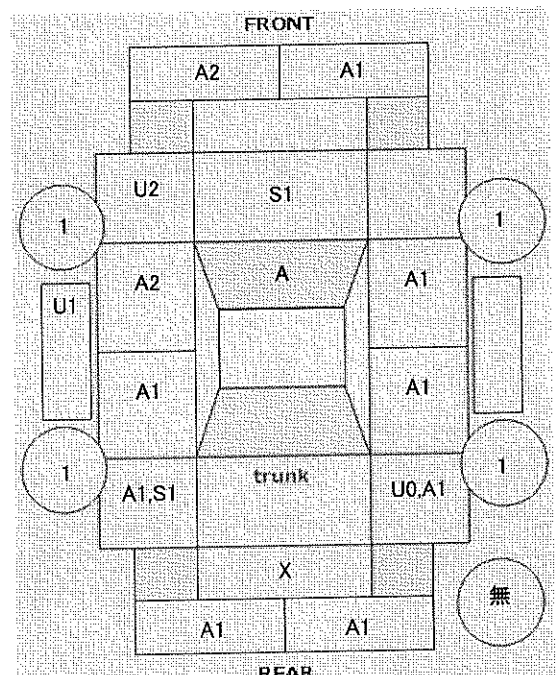 FRONT
A2 A1
U2 S1
1 1
A2 A A1
U1
A1 A1
1 1
A1,S1 trunk U0,A1
X
無
A1 A1
REAR